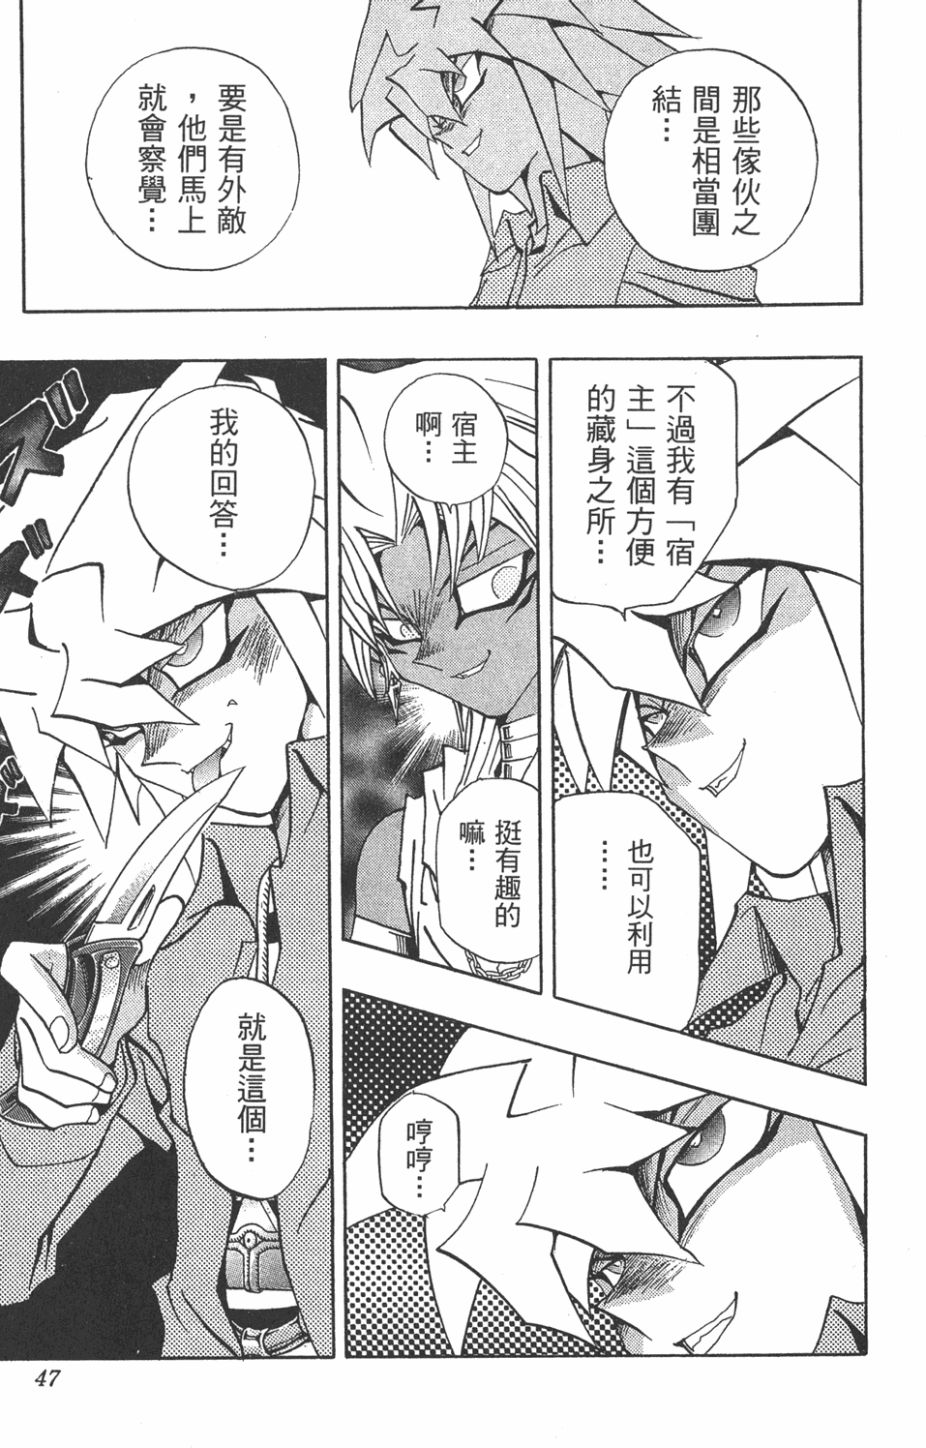 那些傢伙之
間是相當團
結…
要是有外敵
，他們馬上
就會察覺…
不過我有「宿
主」這個方便
的藏身之所…
也可以利用
……
宿主
啊…
挺有趣的
嘛…
哼哼…
我的回答…
就是這個…
47